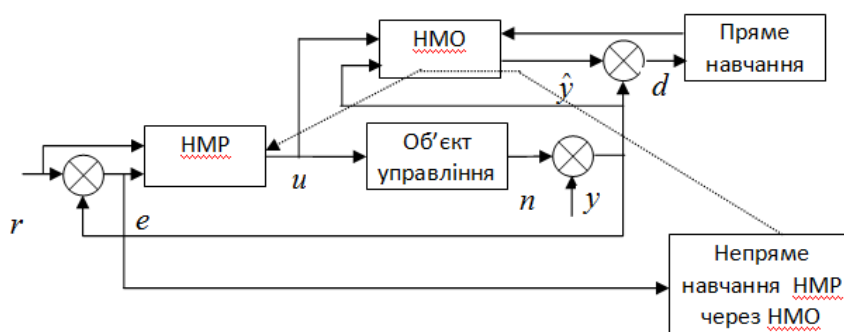 НМО
Пряме
навчання
ŷ
d
НМР
Об’єкт
управління
u
n
y
r
e
Непряме
навчання НМР
через НМО